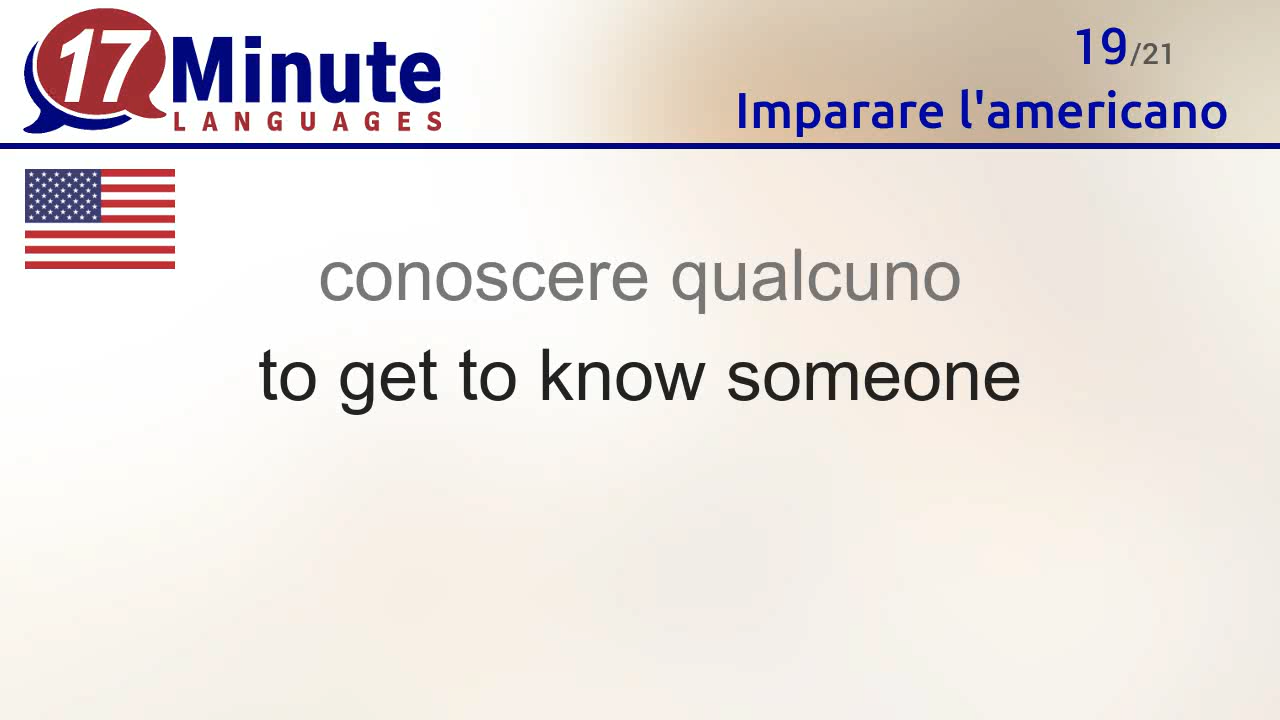 17 Minute
LANGUAGES
19/21
Imparare l'americano
conoscere qualcuno
to get to know someone